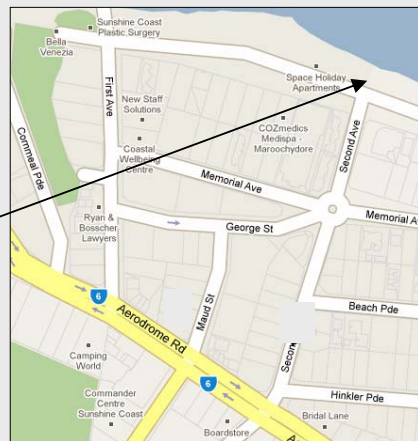 Sunshine Coast
Plastic Surgery
Bella
Venezia
First Ave
Space Holiday
Apartments
New Staff
Solutions
COZmedics
Medispa -
Maroochydore
Second Ave
Cornmeal Pde
Coastal
Wellbeing
Centre
Memorial Ave
Memorial A
Ryan &
Bosscher
Lawyers
George St
6
Aerodrome Rd
Maud St
Beach Pde
Second
Camping
World
6
Commander
Centre
Sunshine Coast
Hinkler Pde
Bridal Lane
Boardstore
A